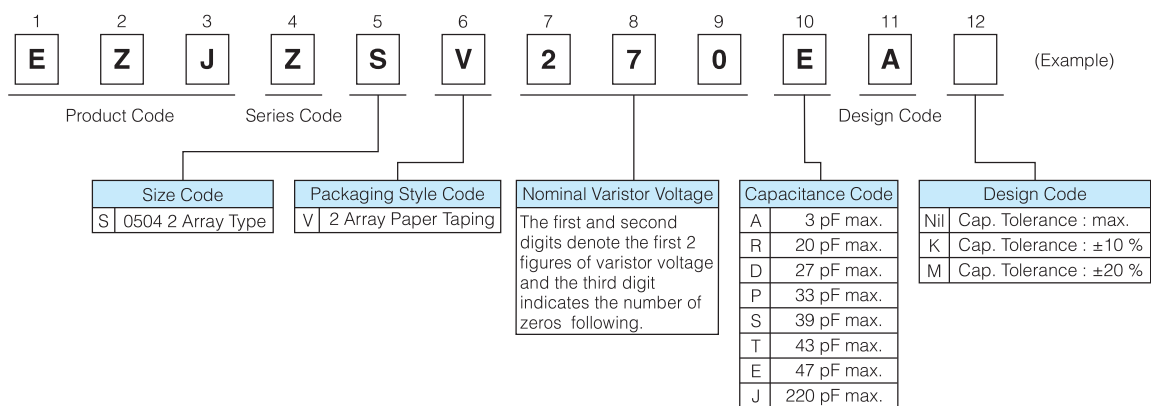 1 2 3 4 5 6 7 8 9 10 11 12
E Z J Z S V 2 7 0 E A (Example)
Product Code Series Code Design Code
Size Code
S 0504 2 Array Type
Packaging Style Code
V 2 Array Paper Taping
Nominal Varistor Voltage
The first and second
digits denote the first 2
figures of varistor voltage
and the third digit
indicates the number of
zeros following.
Capacitance Code
A 3 pF max.
R 20 pF max.
D 27 pF max.
P 33 pF max.
S 39 pF max.
T 43 pF max.
E 47 pF max.
J 220 pF max.
Design Code
Nil Cap. Tolerance : max.
K Cap. Tolerance : ±10 %
M Cap. Tolerance : ±20 %